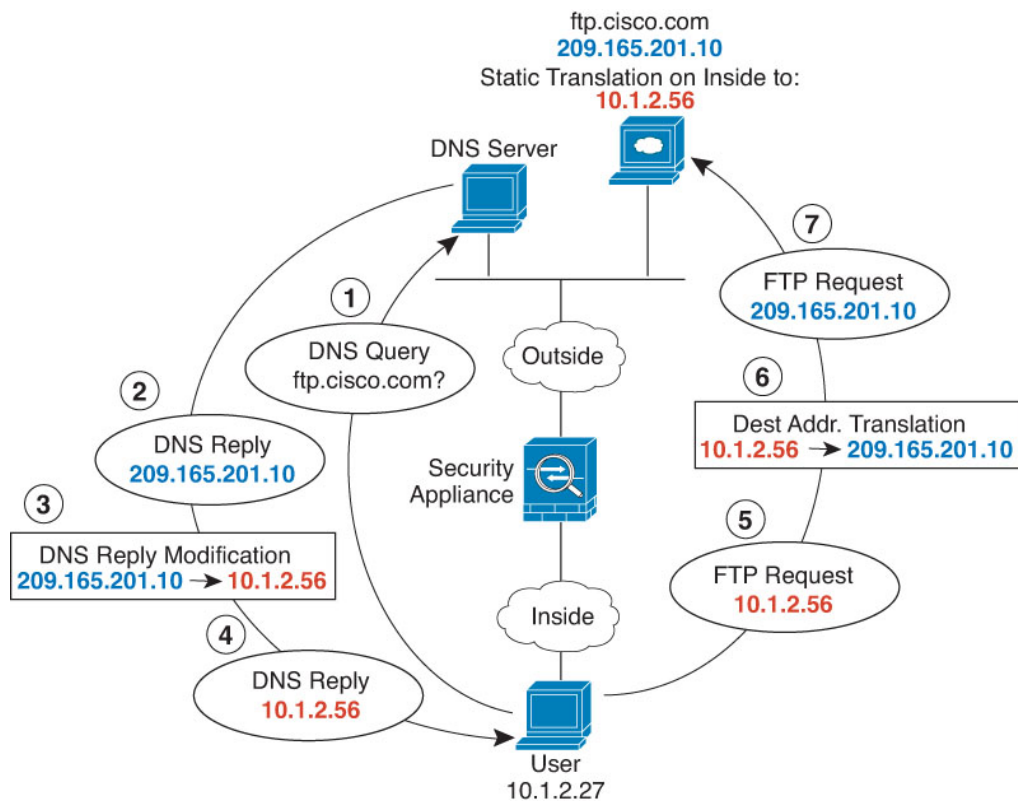 ftp.cisco.com
209.165.201.10
Static Translation on Inside to:
10.1.2.56
DNS Server
7
FTP Request
209.165.201.10
1
DNS Query
ftp.cisco.com?
Outside
2
DNS Reply
209.165.201.10
6
Dest Addr. Translation
10.1.2.56 → 209.165.201.10
Security
Appliance
3
DNS Reply Modification
209.165.201.10 → 10.1.2.56
5
FTP Request
10.1.2.56
Inside
4
DNS Reply
10.1.2.56
User
10.1.2.27